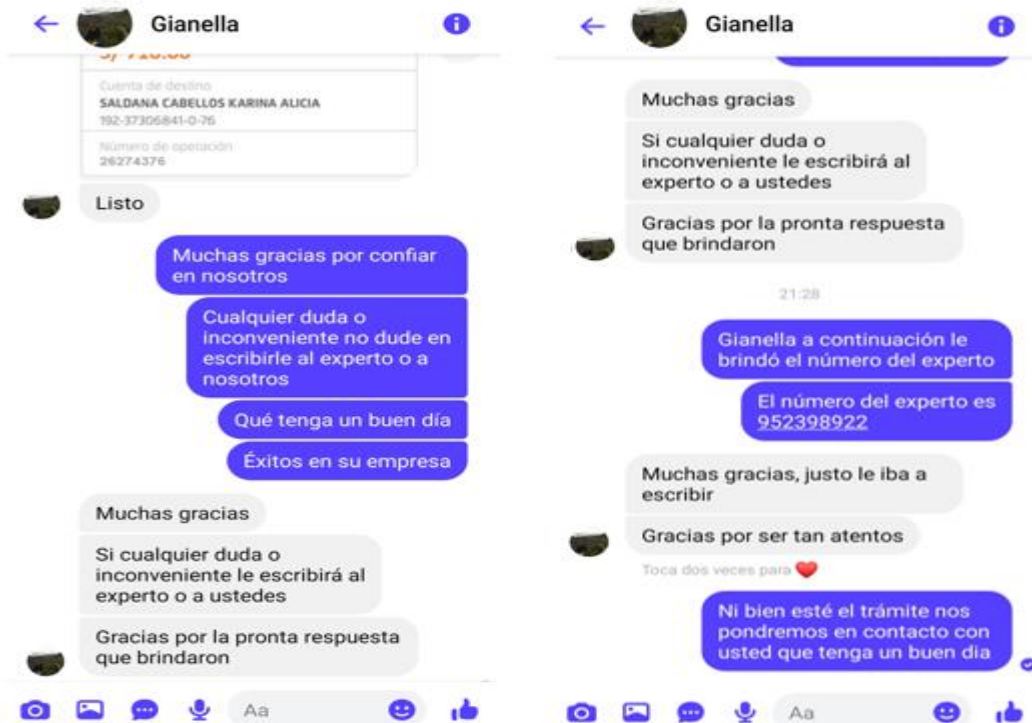 Gianella
Cuenta de destino
SALDANA CABELLOS KARINA ALICIA
192-37306841-0-76
Número de operación
26274376
Listo
Muchas gracias por confiar
en nosotros
Cualquier duda o
inconveniente no dude en
escribirle al experto o a
nosotros
Qué tenga un buen día
Éxitos en su empresa
Muchas gracias
Si cualquier duda o
inconveniente le escribirá al
experto o a ustedes
Gracias por la pronta respuesta
que brindaron
Aa
Gianella
Muchas gracias
Si cualquier duda o
inconveniente le escribirá al
experto o a ustedes
Gracias por la pronta respuesta
que brindaron
21:28
Gianella a continuación le
brindó el número del experto
El número del experto es
952398922
Muchas gracias, justo le iba a
escribir
Gracias por ser tan atentos
Toca dos veces para ❤️
Ni bien esté el trámite nos
pondremos en contacto con
usted que tenga un buen dia
Aa